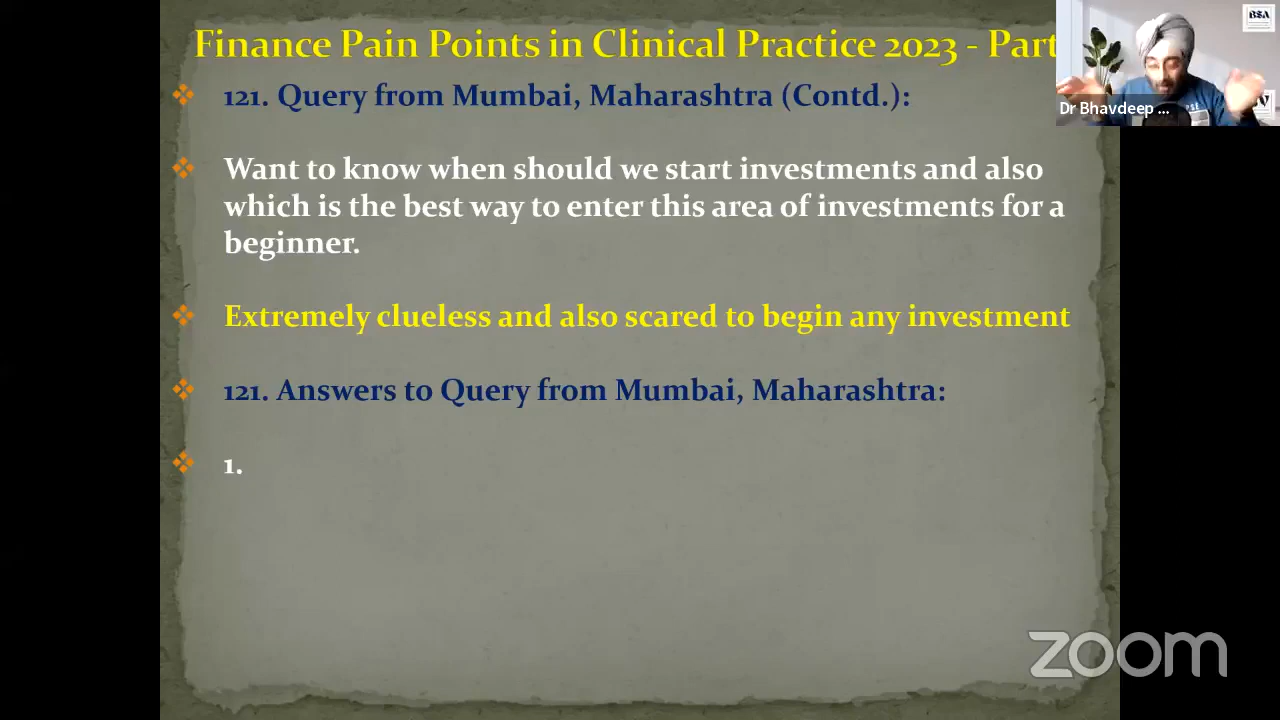 Finance Pain Points in Clinical Practice 2023 - Part
121. Query from Mumbai, Maharashtra (Contd.):
Want to know when should we start investments and also
which is the best way to enter this area of investments for a
beginner.
Extremely clueless and also scared to begin any investment
121. Answers to Query from Mumbai, Maharashtra:
1.
Dr Bhavdeep ...
zoom